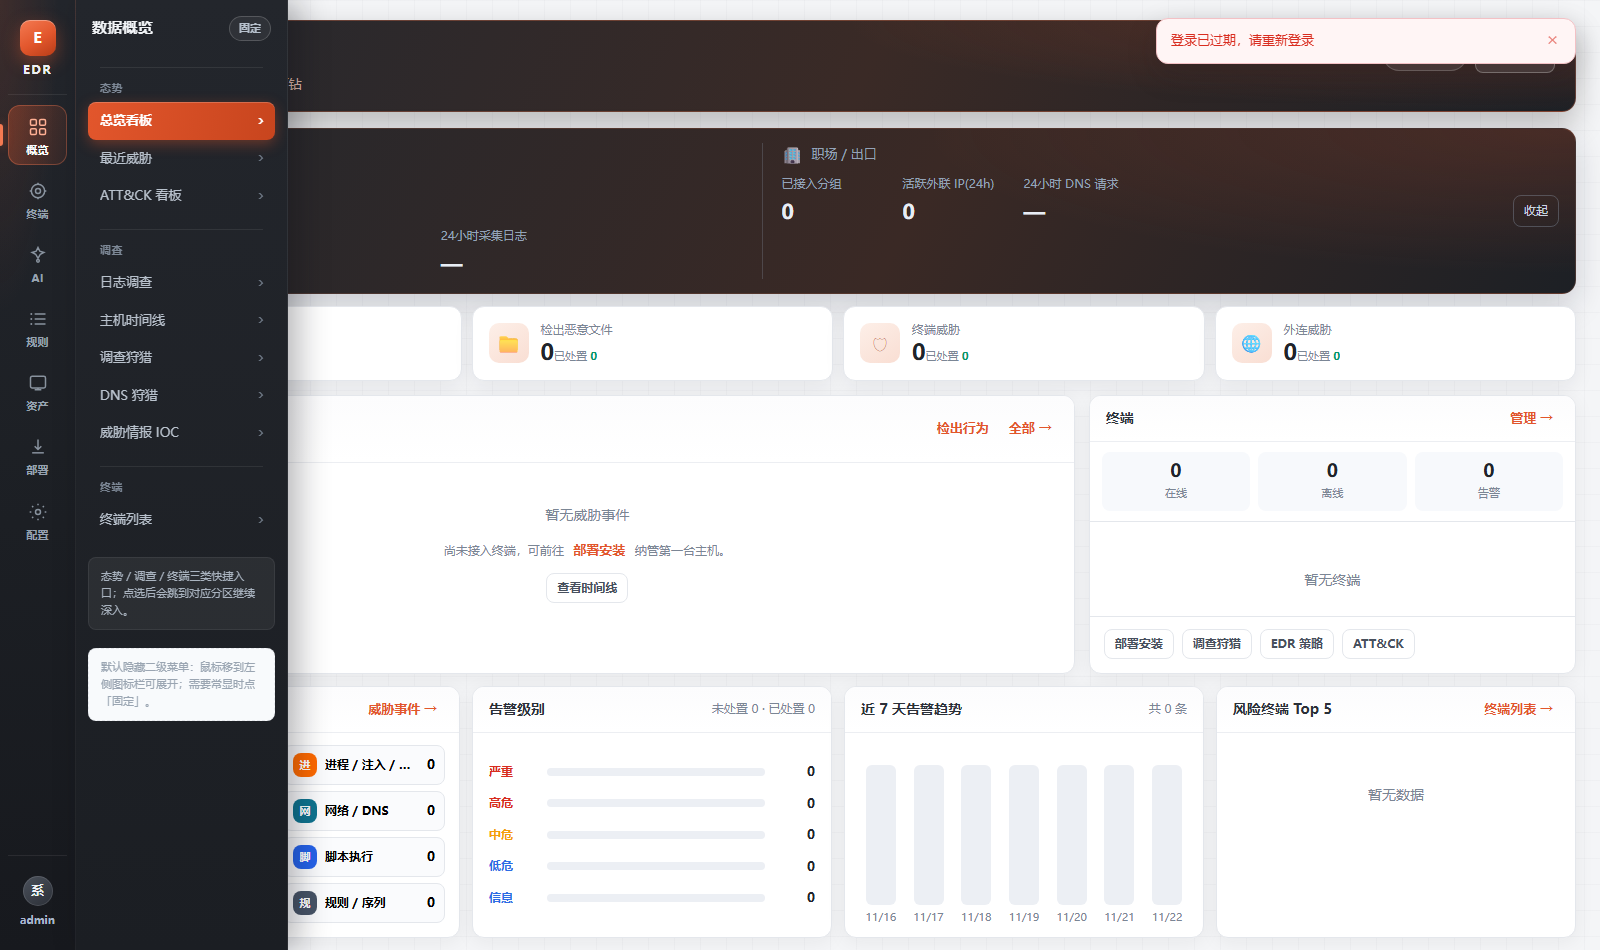 E
EDR
概览
终端
AI
规则
资产
部署
配置
系
admin
数据概览
固定
态势
总览看板
最近威胁
ATT&CK 看板
调查
日志调查
主机时间线
调查狩猎
DNS 狩猎
威胁情报 IOC
终端
终端列表
态势 / 调查 / 终端三类快捷入
口；点选后会跳到对应分区继续
深入。
默认隐藏二级菜单：鼠标移到左
侧图标栏可展开；需要常显时点
「固定」。
钻
登录已过期，请重新登录
24小时采集日志
—
职场 / 出口
已接入分组
0
活跃外联 IP(24h)
0
24小时 DNS 请求
—
收起
检出恶意文件
0已处置 0
终端威胁
0已处置 0
外连威胁
0已处置 0
检出行为
全部 →
暂无威胁事件
尚未接入终端，可前往 部署安装 纳管第一台主机。
查看时间线
终端
管理 →
0
在线
0
离线
0
告警
暂无终端
部署安装
调查狩猎
EDR 策略
ATT&CK
威胁事件 →
进 进程 / 注入 / ... 0
网 网络 / DNS 0
脚 脚本执行 0
规 规则 / 序列 0
告警级别
未处置 0 · 已处置 0
严重 0
高危 0
中危 0
低危 0
信息 0
近 7 天告警趋势
共 0 条
11/16 11/17 11/18 11/19 11/20 11/21 11/22
风险终端 Top 5
终端列表 →
暂无数据